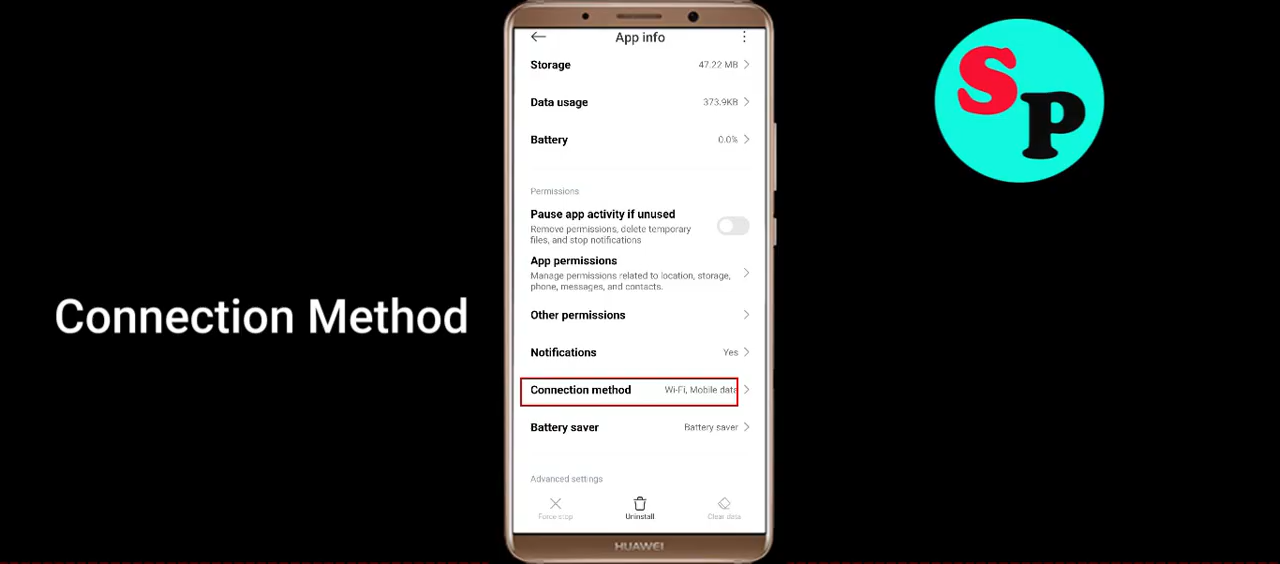 App info
Storage 47.22 MB
Data usage 373.9KB
Battery 0.0%
Permissions
Pause app activity if unused
Remove permissions, delete temporary
files, and stop notifications
App permissions
Manage permissions related to location, storage,
phone, messages, and contacts.
Other permissions
Notifications Yes
Connection method Wi-Fi, Mobile data
Battery saver Battery saver
Advanced settings
Force stop Uninstall Clear data
HUAWEI
Connection Method
SP